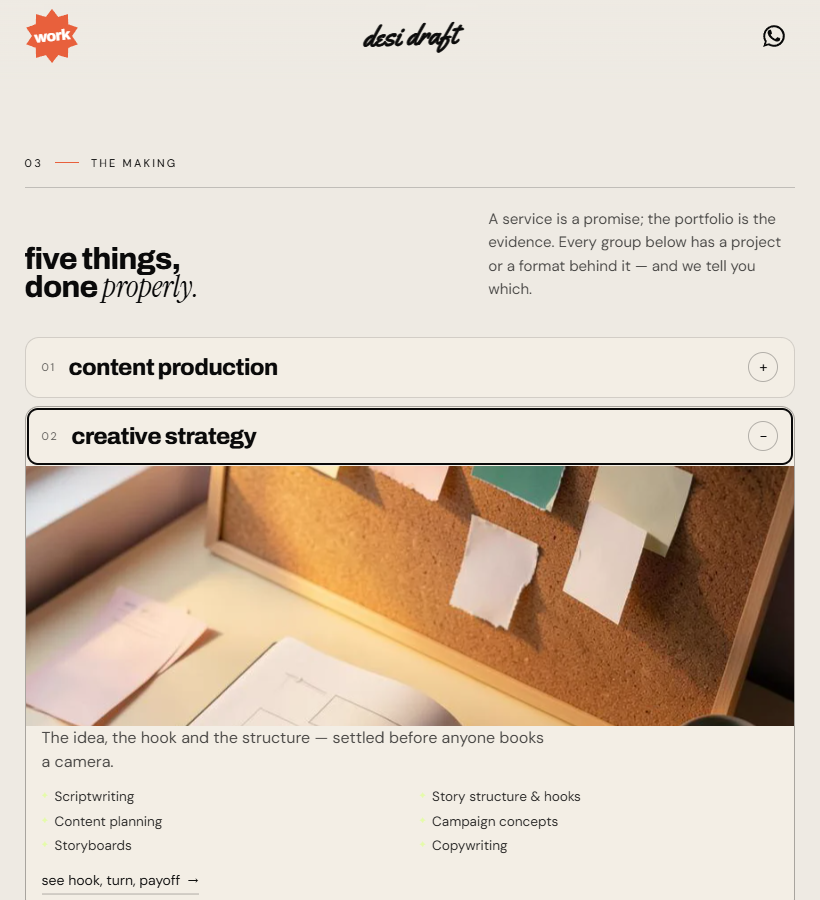 work
desi draft
03 — THE MAKING
five things,
done properly.
A service is a promise; the portfolio is the
evidence. Every group below has a project
or a format behind it — and we tell you
which.
01 content production +
02 creative strategy −
The idea, the hook and the structure — settled before anyone books
a camera.
Scriptwriting
Story structure & hooks
Content planning
Campaign concepts
Storyboards
Copywriting
see hook, turn, payoff →